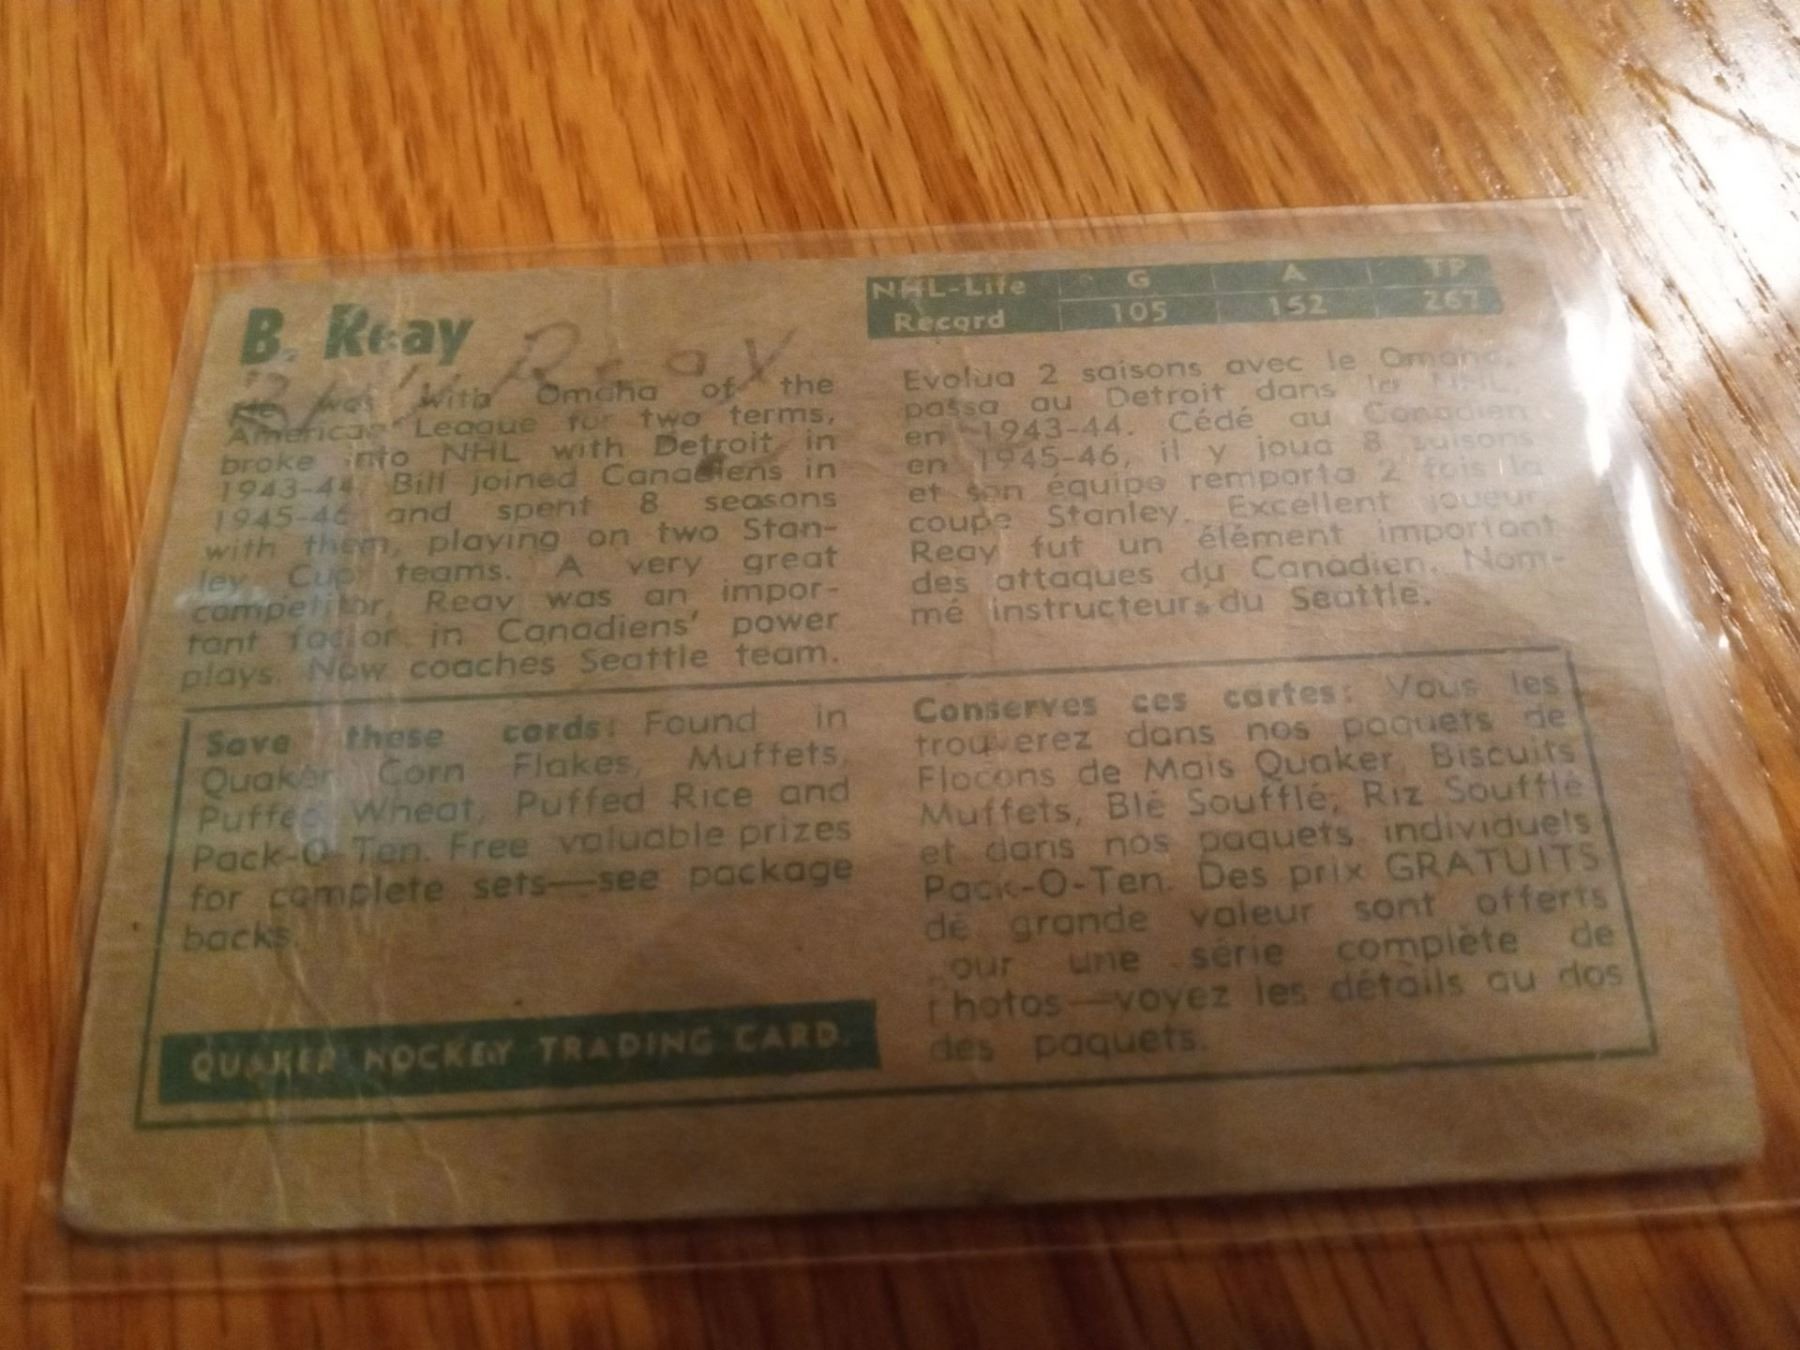 B. Reay
Billy Reay
He was with Omaha of the
American League for two terms,
broke into NHL with Detroit in
1943-44. Bill joined Canadiens in
1945-46 and spent 8 seasons
with them, playing on two Stan-
ley Cup teams. A very great
competitor, Reay was an impor-
tant factor in Canadiens' power
plays. Now coaches Seattle team.
NHL-Life G A TP
Record 105 152 267
Evolua 2 saisons avec le Omaha,
passa au Detroit dans la NHL,
en 1943-44. Cédé au Canadien
en 1945-46, il y joua 8 saisons
et son équipe remporta 2 fois la
coupe Stanley. Excellent joueur
Reay fut un élément important
des attaques du Canadien. Nom-
mé instructeur du Seattle.
Save these cards: Found in
Quaker Corn Flakes, Muffets,
Puffed Wheat, Puffed Rice and
Pack-O-Ten. Free valuable prizes
for complete sets—see package
backs.
QUAKER HOCKEY TRADING CARD
Conserves ces cartes: Vous les
trouverez dans nos paquets de
Flocons de Mais Quaker, Biscuits
Muffets, Blé Soufflé, Riz Soufflé
et dans nos paquets individuels
Pack-O-Ten. Des prix GRATUITS
de grande valeur sont offerts
pour une série complète de
photos—voyez les détails au dos
des paquets.